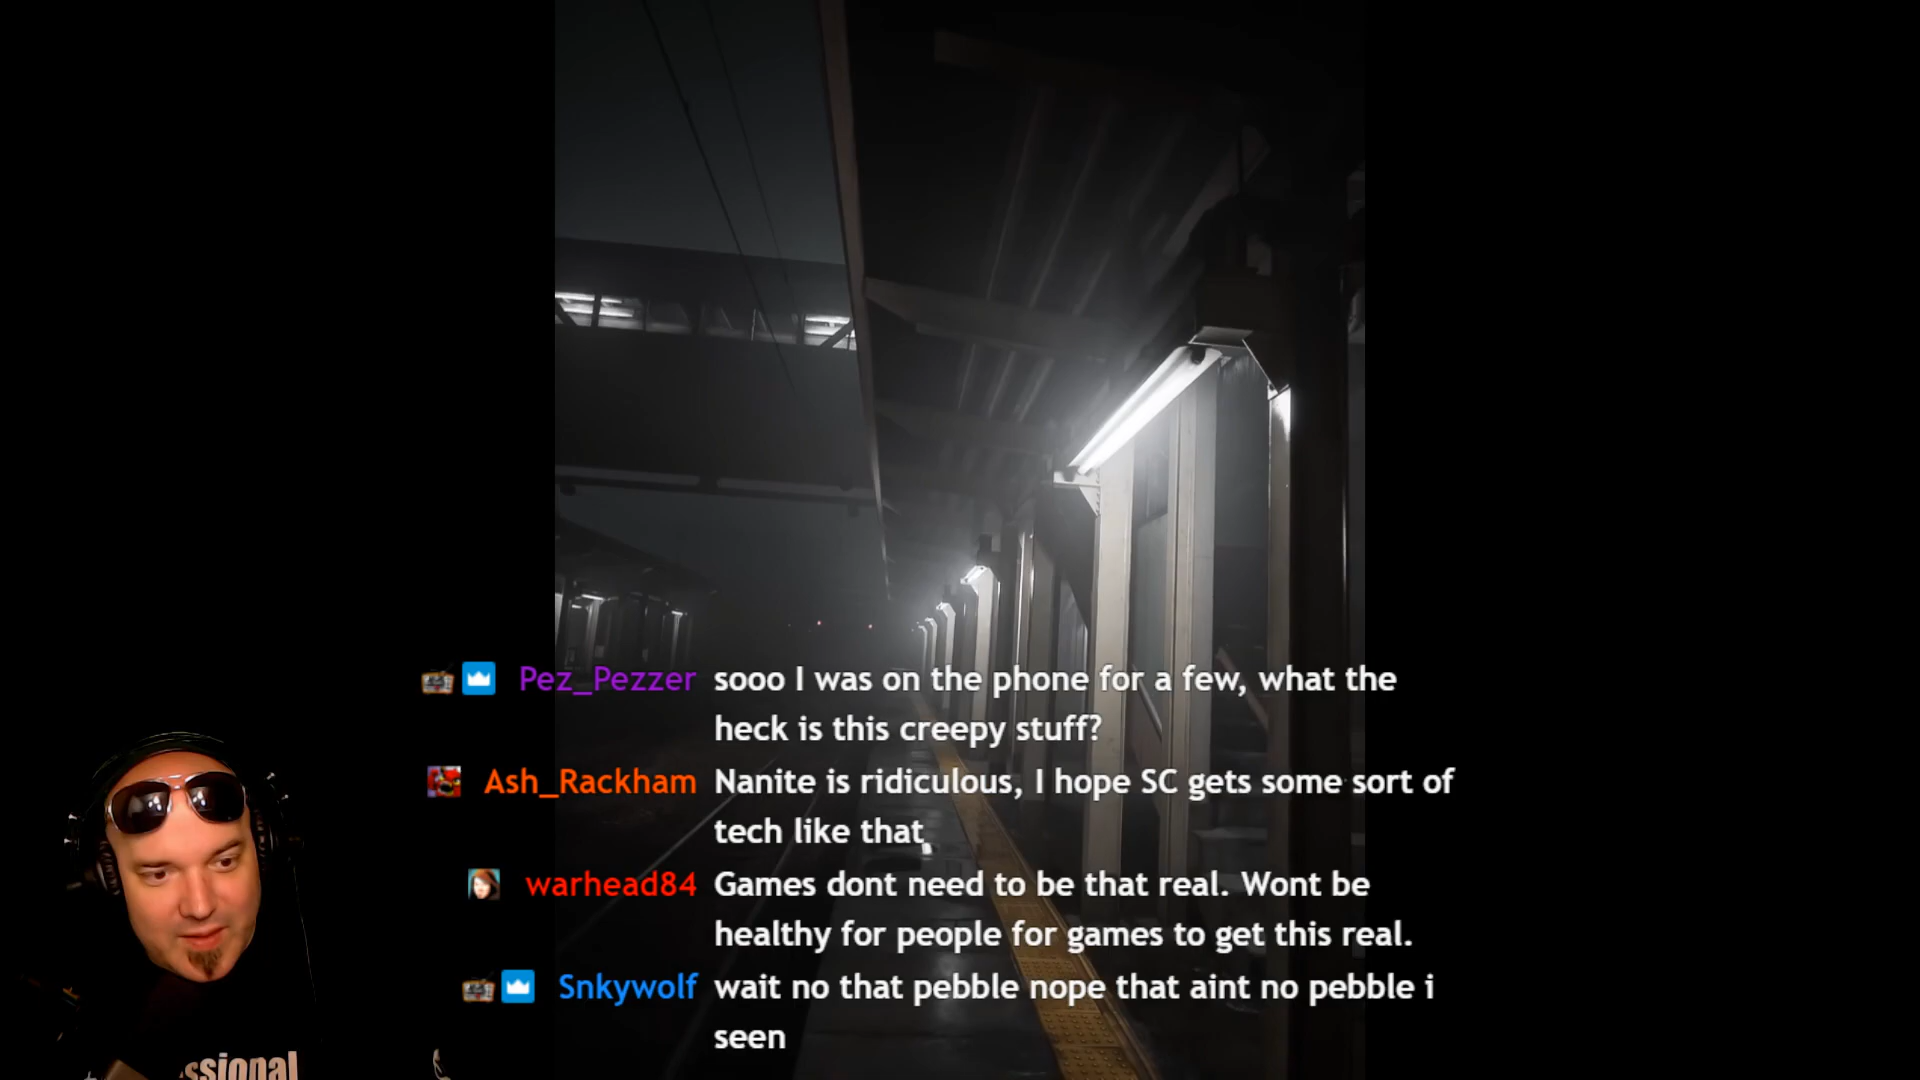 Pez_Pezzer sooo I was on the phone for a few, what the
heck is this creepy stuff?
Ash_Rackham Nanite is ridiculous, I hope SC gets some sort of
tech like that,
warhead84 Games dont need to be that real. Wont be
healthy for people for games to get this real.
Snkywolf wait no that pebble nope that aint no pebble i
seen
ssional